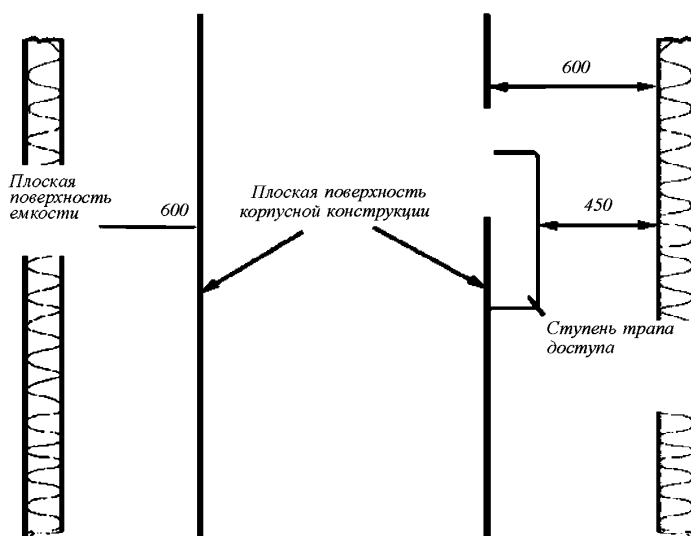 600
Плоская
поверхность
емкости
600
Плоская поверхность
корпусной конструкции
450
Ступень трапа
доступа